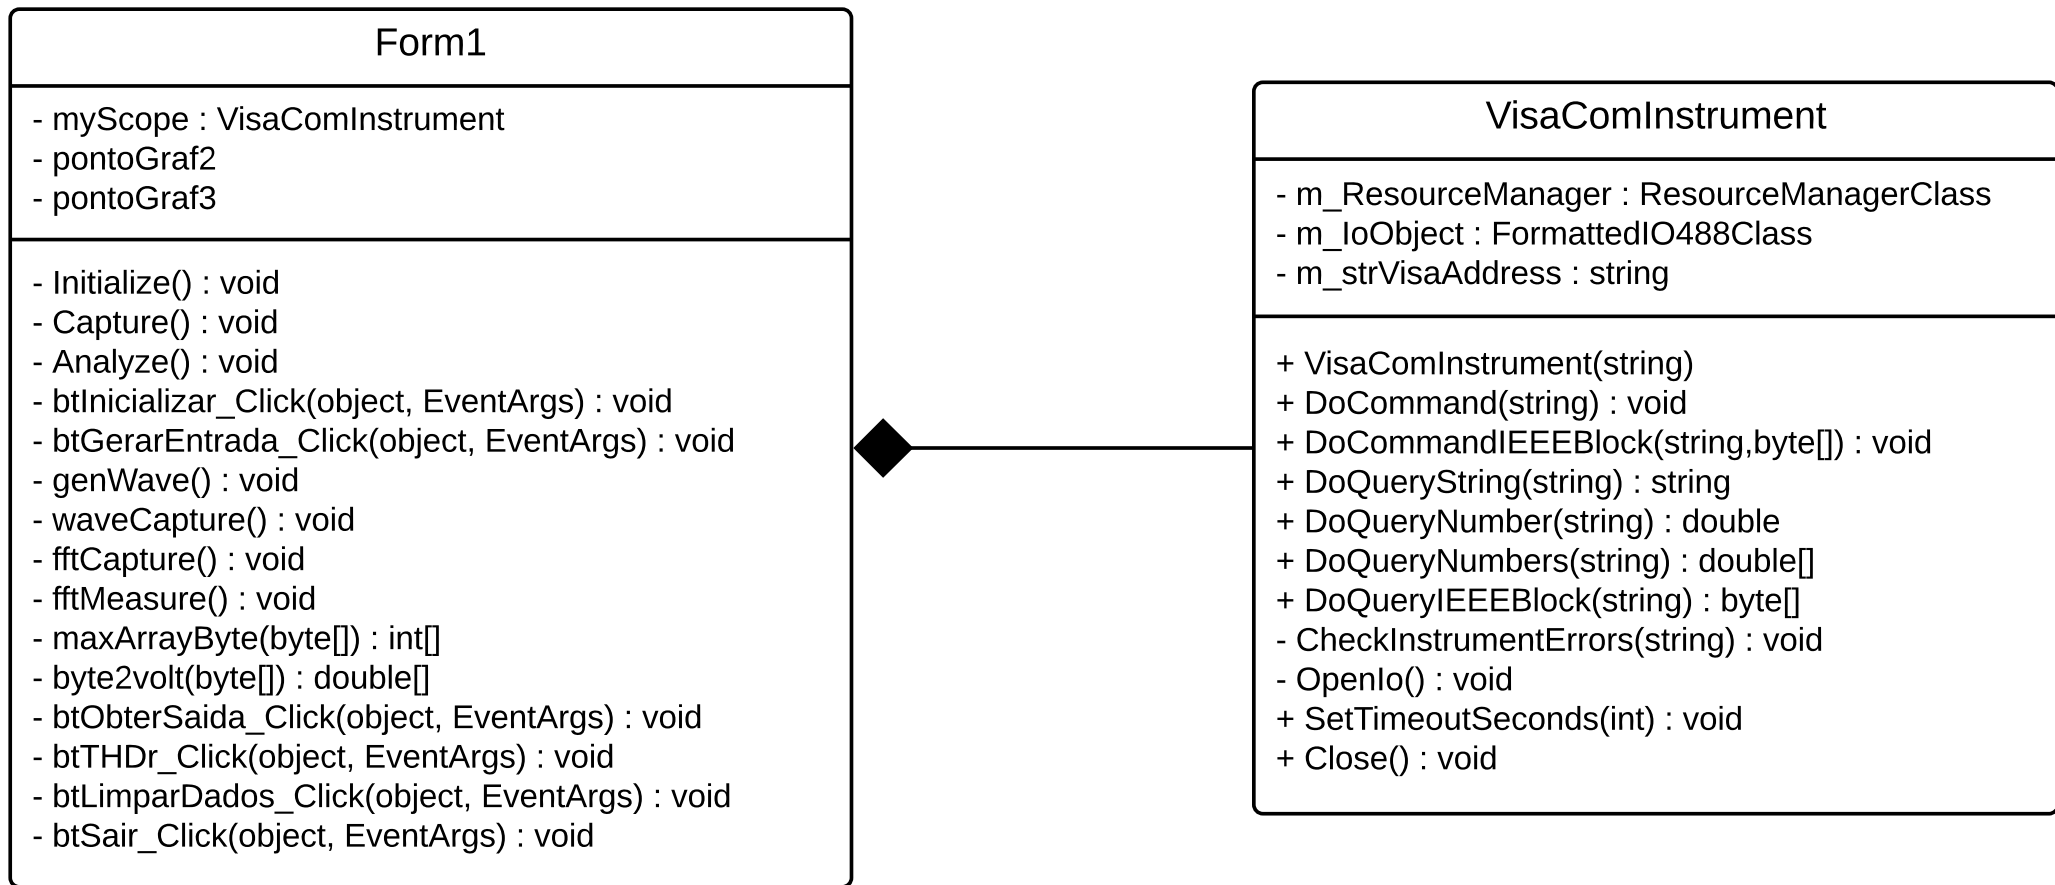 Form1
- myScope : VisaComInstrument
- pontoGraf2
- pontoGraf3
- Initialize() : void
- Capture() : void
- Analyze() : void
- btInicializar_Click(object, EventArgs) : void
- btGerarEntrada_Click(object, EventArgs) : void
- genWave() : void
- waveCapture() : void
- fftCapture() : void
- fftMeasure() : void
- maxArrayByte(byte[]) : int[]
- byte2volt(byte[]) : double[]
- btObterSaida_Click(object, EventArgs) : void
- btTHDr_Click(object, EventArgs) : void
- btLimparDados_Click(object, EventArgs) : void
- btSair_Click(object, EventArgs) : void
VisaComInstrument
- m_ResourceManager : ResourceManagerClass
- m_IoObject : FormattedIO488Class
- m_strVisaAddress : string
+ VisaComInstrument(string)
+ DoCommand(string) : void
+ DoCommandIEEEBlock(string,byte[]) : void
+ DoQueryString(string) : string
+ DoQueryNumber(string) : double
+ DoQueryNumbers(string) : double[]
+ DoQueryIEEEBlock(string) : byte[]
- CheckInstrumentErrors(string) : void
- OpenIo() : void
+ SetTimeoutSeconds(int) : void
+ Close() : void